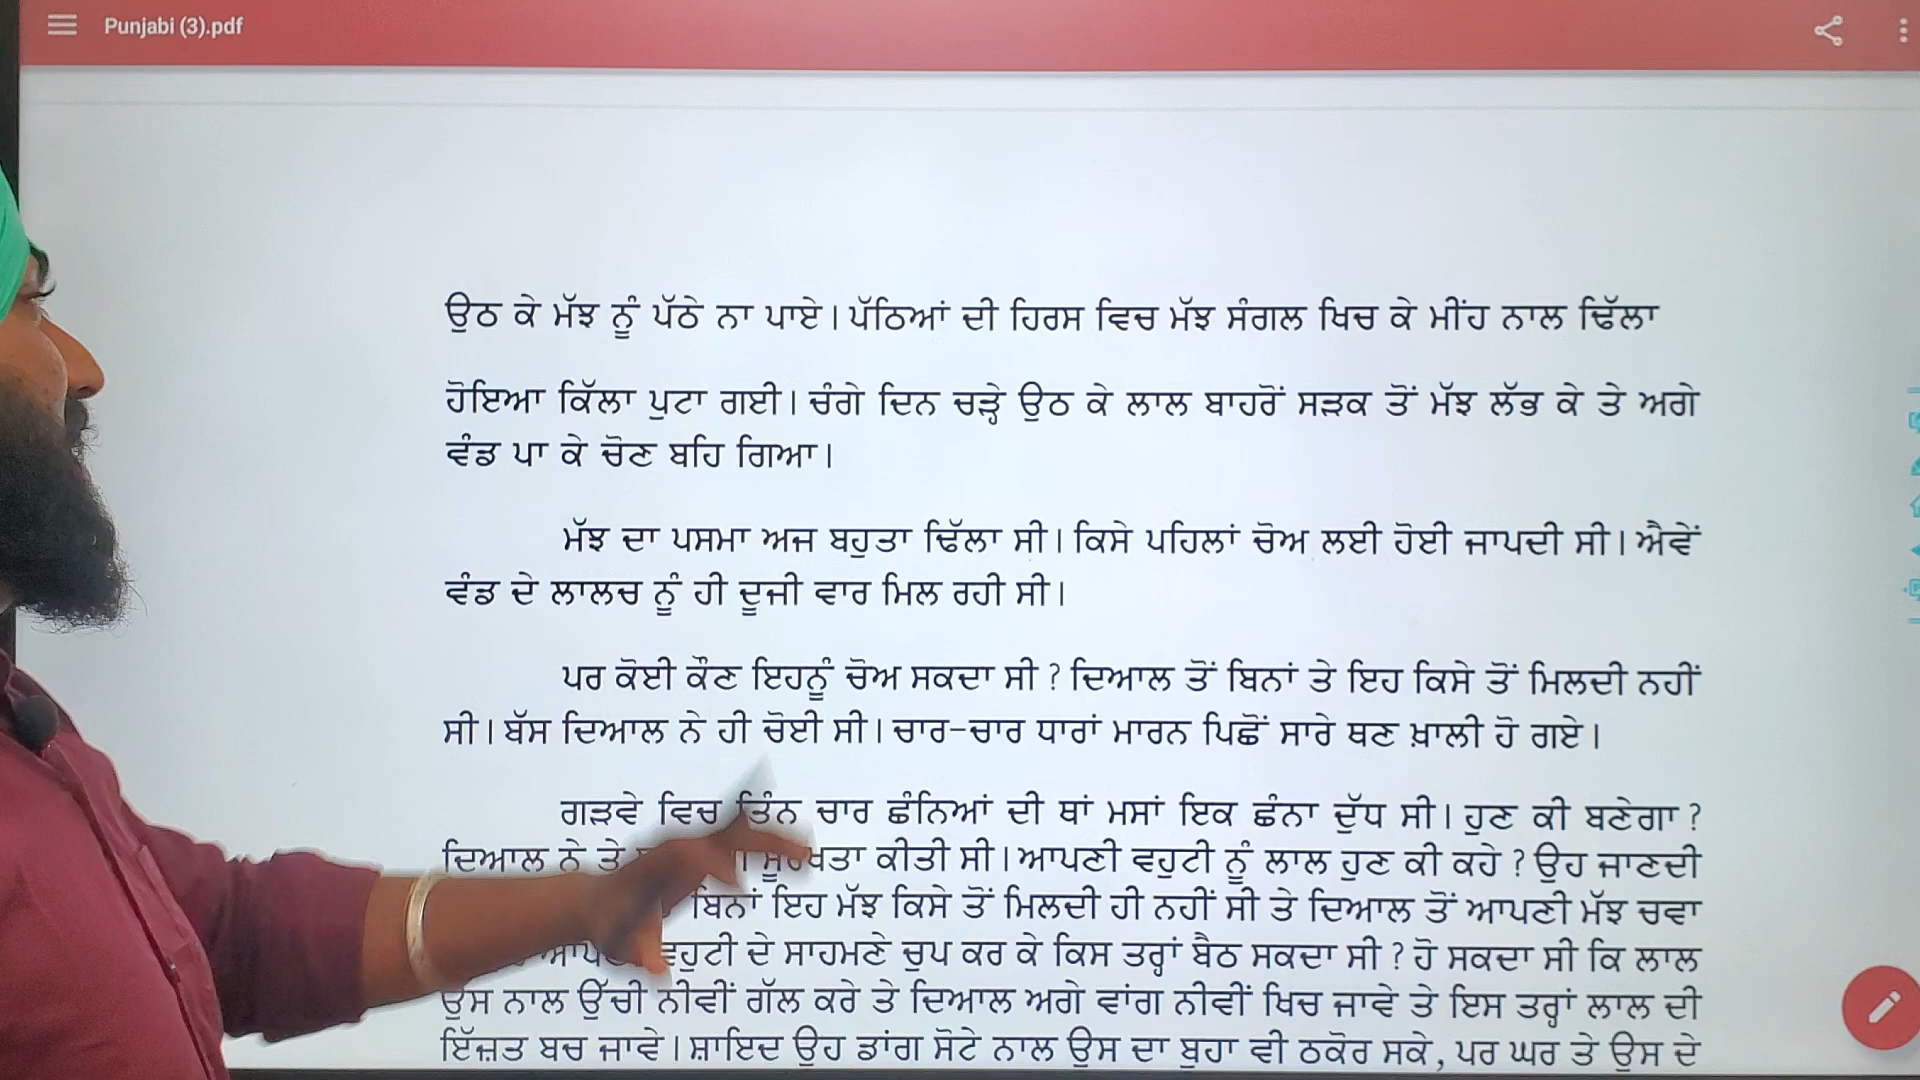 Punjabi (3).pdf
ਉਠ ਕੇ ਮੱਝ ਨੂੰ ਪੱਠੇ ਨਾ ਪਾਏ। ਪੱਠਿਆਂ ਦੀ ਹਿਰਸ ਵਿਚ ਮੱਝ ਸੰਗਲ ਖਿਚ ਕੇ ਮੀਂਹ ਨਾਲ ਢਿੱਲਾ
ਹੋਇਆ ਕਿੱਲਾ ਪੁਟਾ ਗਈ। ਚੰਗੇ ਦਿਨ ਚੜ੍ਹੇ ਉਠ ਕੇ ਲਾਲ ਬਾਹਰੋਂ ਸੜਕ ਤੋਂ ਮੱਝ ਲੱਭ ਕੇ ਤੇ ਅਗੇ
ਵੰਡ ਪਾ ਕੇ ਚੋਣ ਬਹਿ ਗਿਆ।
ਮੱਝ ਦਾ ਪਸਮਾ ਅਜ ਬਹੁਤਾ ਢਿੱਲਾ ਸੀ। ਕਿਸੇ ਪਹਿਲਾਂ ਚੋਅ ਲਈ ਹੋਈ ਜਾਪਦੀ ਸੀ। ਐਵੇਂ
ਵੰਡ ਦੇ ਲਾਲਚ ਨੂੰ ਹੀ ਦੂਜੀ ਵਾਰ ਮਿਲ ਰਹੀ ਸੀ।
ਪਰ ਕੋਈ ਕੌਣ ਇਹਨੂੰ ਚੋਅ ਸਕਦਾ ਸੀ ? ਦਿਆਲ ਤੋਂ ਬਿਨਾਂ ਤੇ ਇਹ ਕਿਸੇ ਤੋਂ ਮਿਲਦੀ ਨਹੀਂ
ਸੀ। ਬੱਸ ਦਿਆਲ ਨੇ ਹੀ ਚੋਈ ਸੀ। ਚਾਰ-ਚਾਰ ਧਾਰਾਂ ਮਾਰਨ ਪਿਛੋਂ ਸਾਰੇ ਥਣ ਖ਼ਾਲੀ ਹੋ ਗਏ।
ਗੜਵੇ ਵਿਚ ਤਿੰਨ ਚਾਰ ਛੰਨਿਆਂ ਦੀ ਥਾਂ ਮਸਾਂ ਇਕ ਛੰਨਾ ਦੁੱਧ ਸੀ। ਹੁਣ ਕੀ ਬਣੇਗਾ ?
ਦਿਆਲ ਨੇ ਤੇ ਕੀਤੀ ਸੀ। ਆਪਣੀ ਵਹੁਟੀ ਨੂੰ ਲਾਲ ਹੁਣ ਕੀ ਕਹੇ ? ਉਹ ਜਾਣਦੀ
ਬਿਨਾਂ ਇਹ ਮੱਝ ਕਿਸੇ ਤੋਂ ਮਿਲਦੀ ਹੀ ਨਹੀਂ ਸੀ ਤੇ ਦਿਆਲ ਤੋਂ ਆਪਣੀ ਮੱਝ ਚਵਾ
ਵਹੁਟੀ ਦੇ ਸਾਹਮਣੇ ਚੁਪ ਕਰ ਕੇ ਕਿਸ ਤਰ੍ਹਾਂ ਬੈਠ ਸਕਦਾ ਸੀ ? ਹੋ ਸਕਦਾ ਸੀ ਕਿ ਲਾਲ
ਉਸ ਨਾਲ ਉੱਚੀ ਨੀਵੀਂ ਗੱਲ ਕਰੇ ਤੇ ਦਿਆਲ ਅਗੇ ਵਾਂਗ ਨੀਵੀਂ ਖਿਚ ਜਾਵੇ ਤੇ ਇਸ ਤਰ੍ਹਾਂ ਲਾਲ ਦੀ
ਇੱਜ਼ਤ ਬਚ ਜਾਵੇ। ਸ਼ਾਇਦ ਉਹ ਡਾਂਗ ਸੋਟੇ ਨਾਲ ਉਸ ਦਾ ਬੂਹਾ ਵੀ ਠਕੋਰ ਸਕੇ, ਪਰ ਘਰ ਤੇ ਉਸ ਦੇ